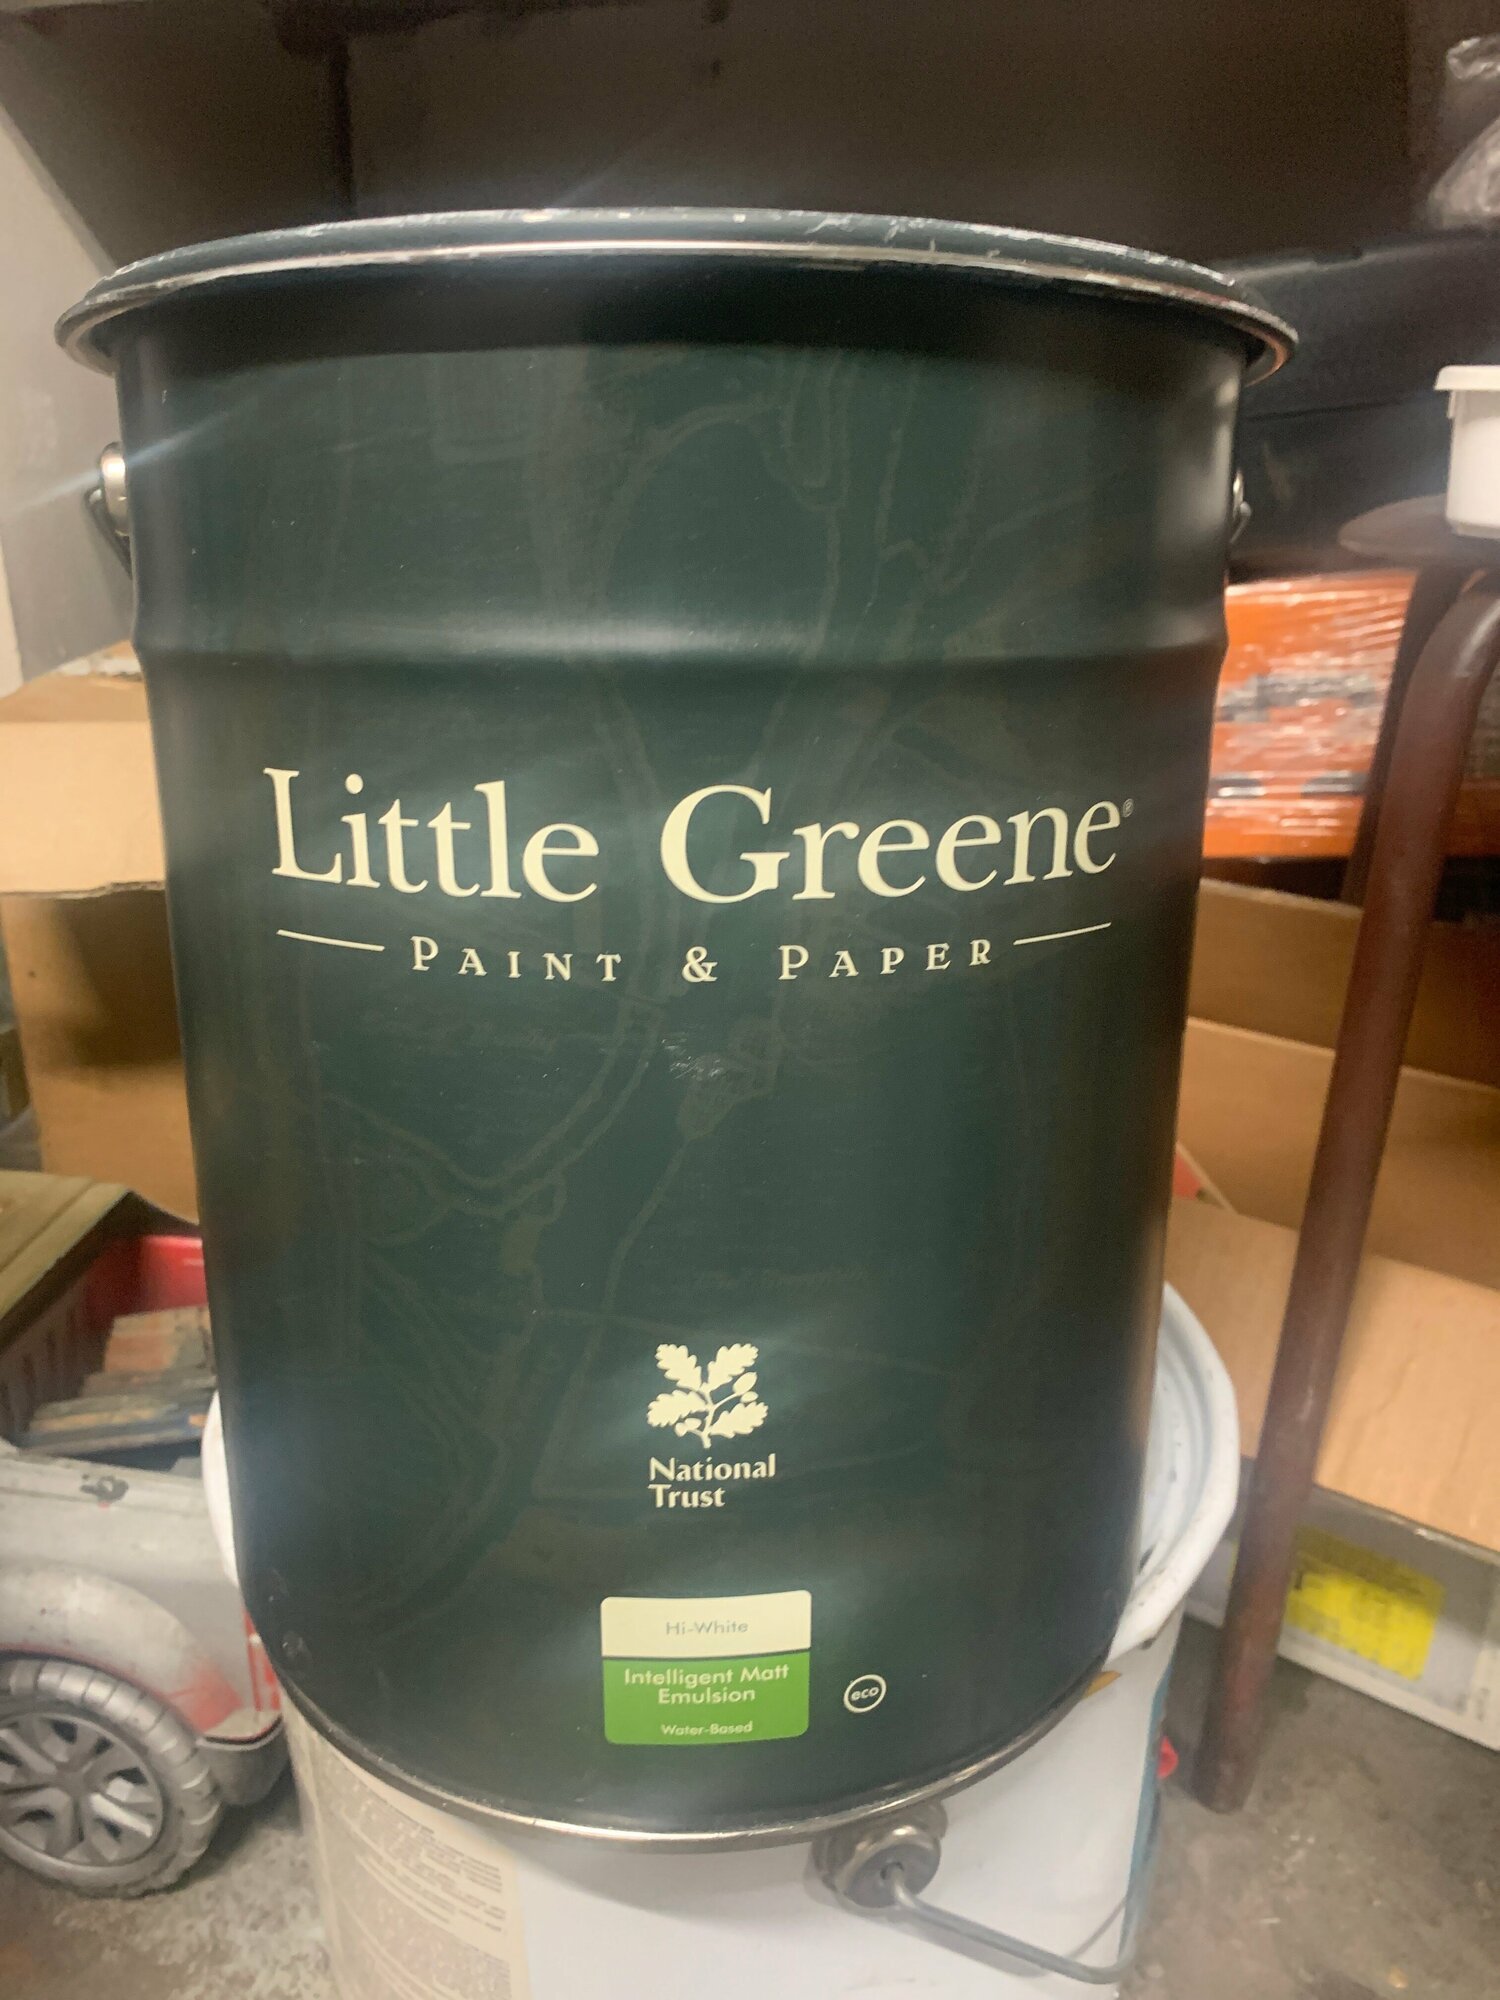 Little Greene®
PAINT & PAPER
National
Trust
Hi-White
Intelligent Matt
Emulsion
Water-Based
eco